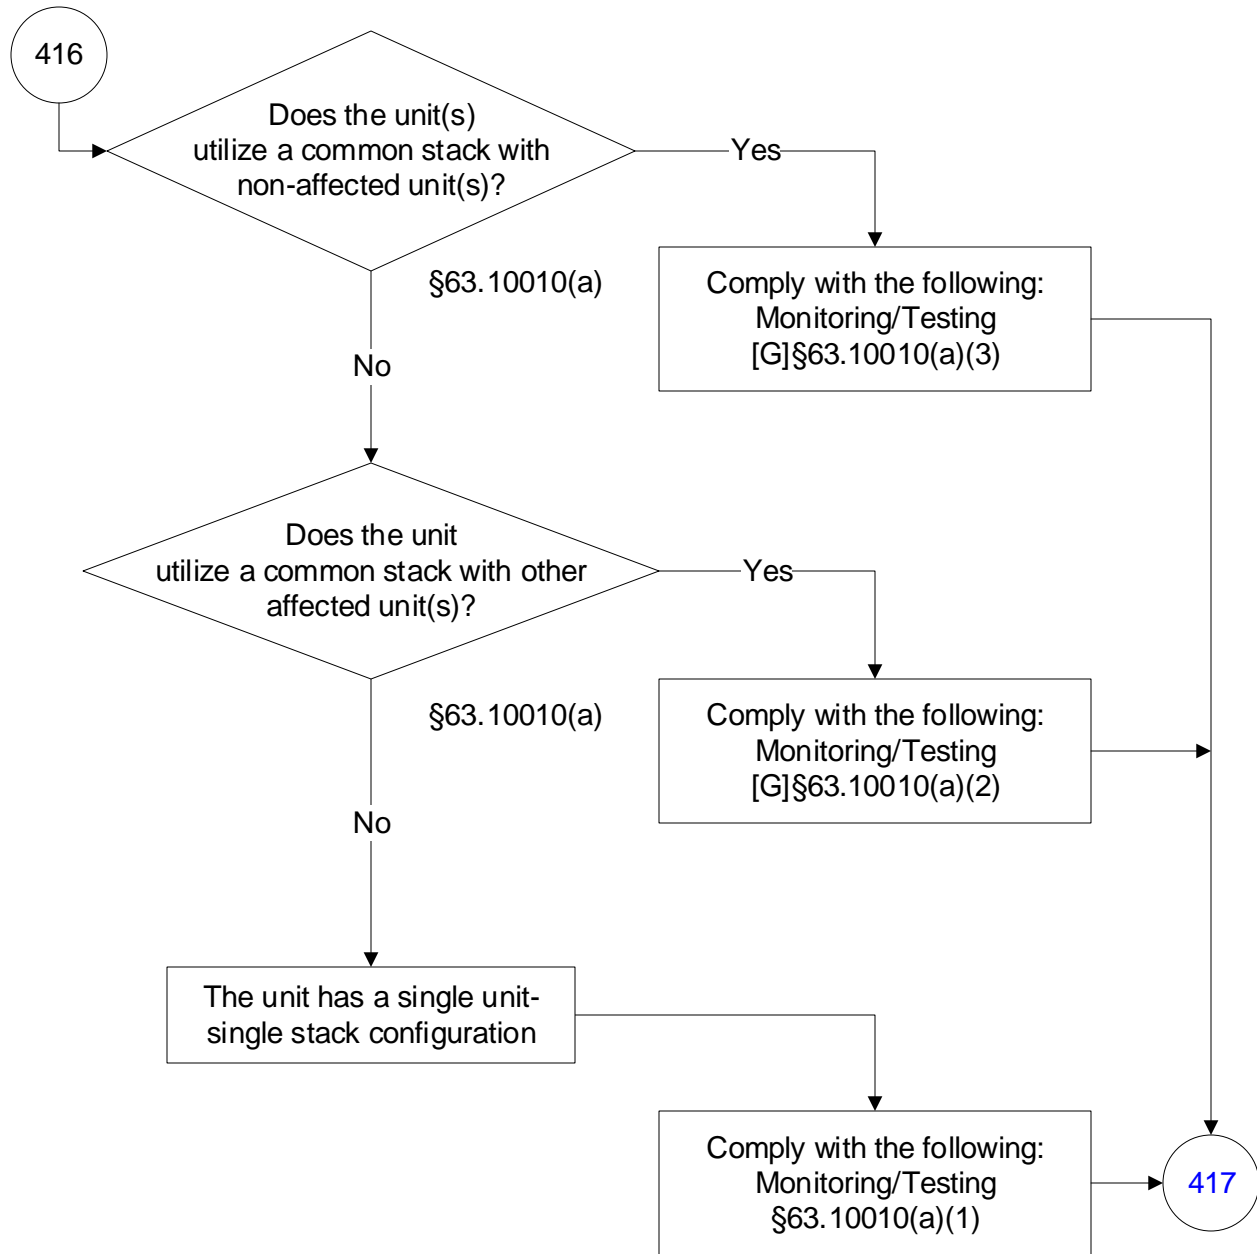 416
Does the unit(s)
utilize a common stack with
non-affected unit(s)?
Yes
§63.10010(a)
Comply with the following:
Monitoring/Testing
[G]§63.10010(a)(3)
No
Does the unit
utilize a common stack with other
affected unit(s)?
Yes
§63.10010(a)
Comply with the following:
Monitoring/Testing
[G]§63.10010(a)(2)
No
The unit has a single unit-
single stack configuration
Comply with the following:
Monitoring/Testing
§63.10010(a)(1)
417